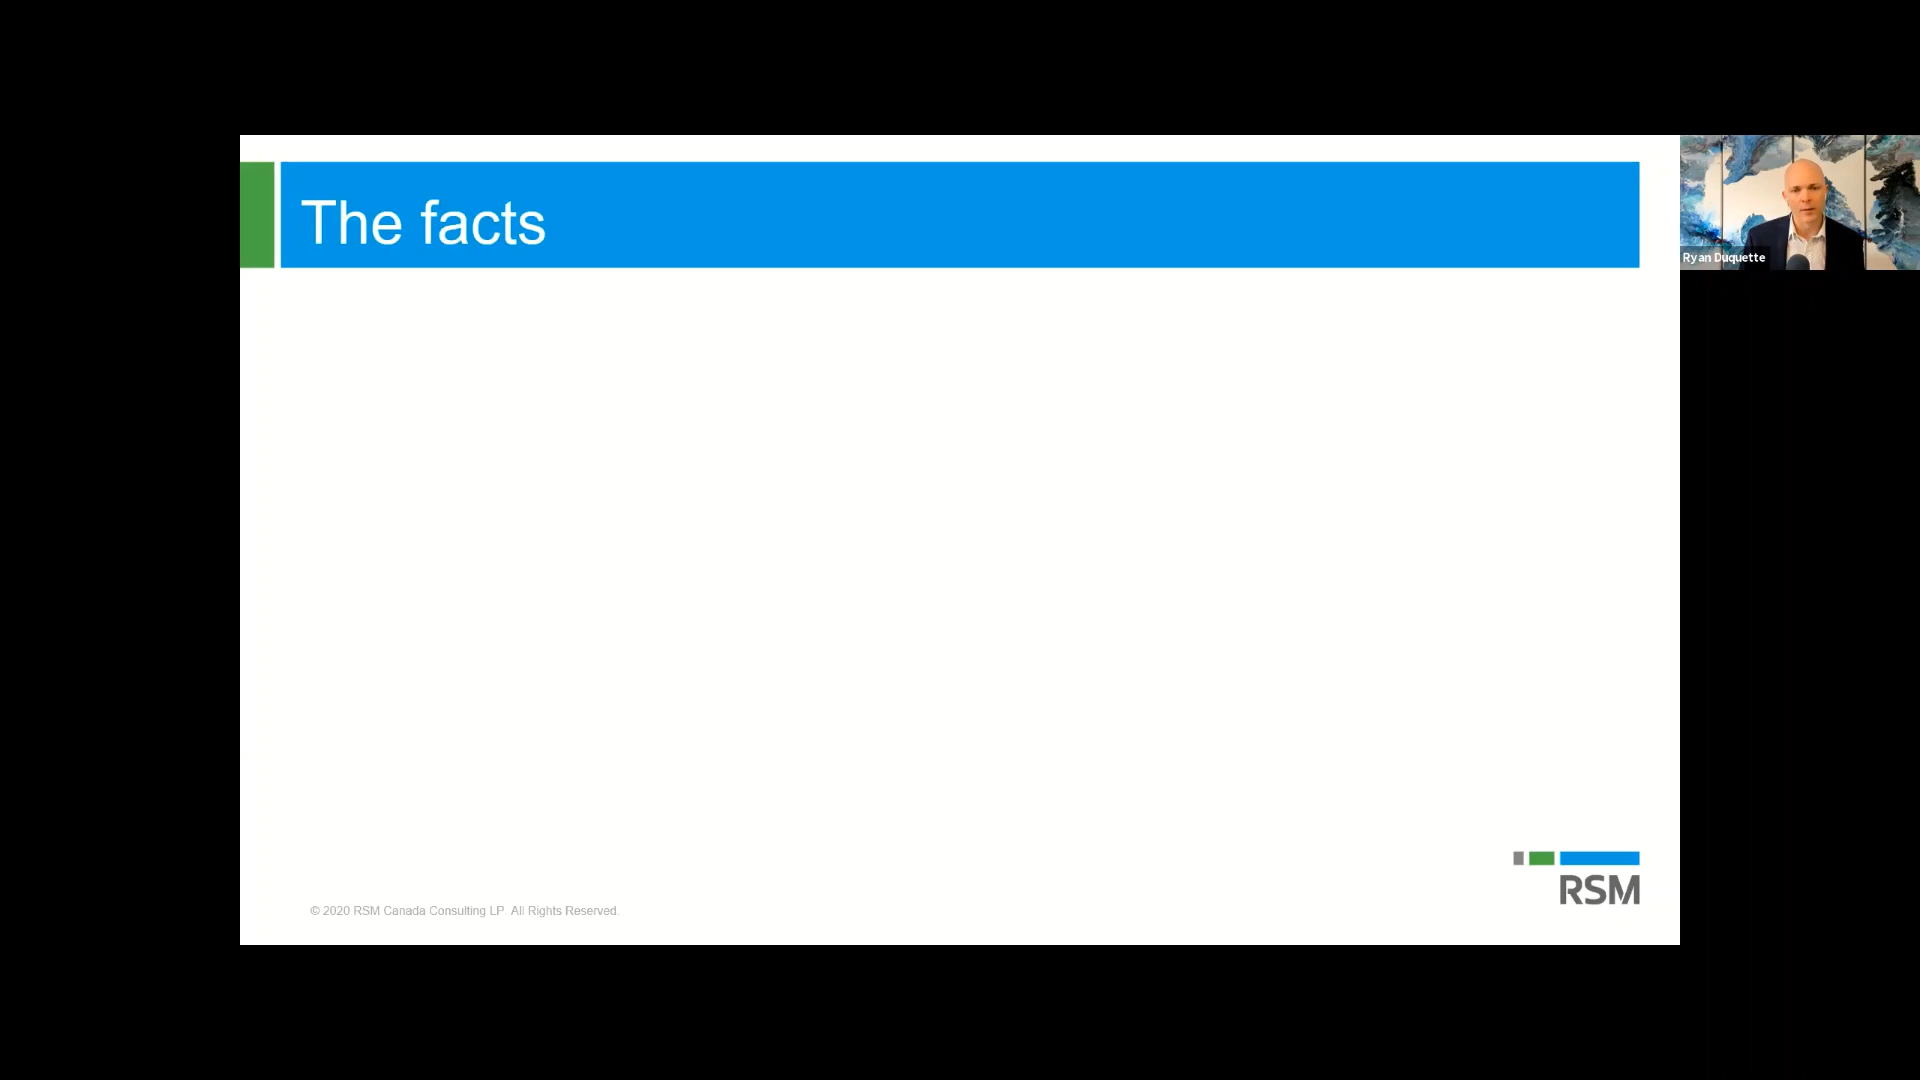 The facts
Ryan Duquette
RSM
© 2020 RSM Canada Consulting LP. All Rights Reserved.